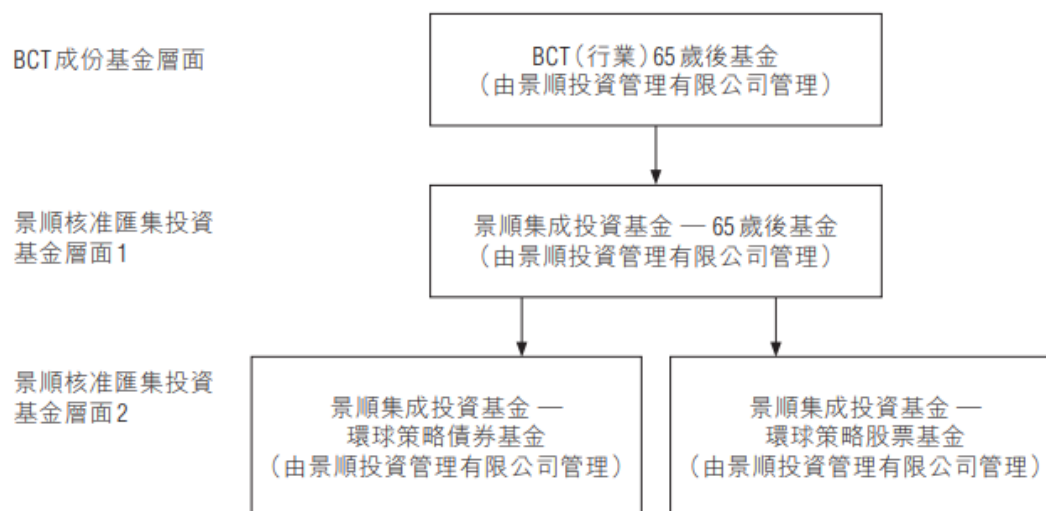 BCT成份基金層面
BCT(行業)65歲後基金
(由景順投資管理有限公司管理)
景順核准匯集投資
基金層面1
景順集成投資基金 — 65歲後基金
(由景順投資管理有限公司管理)
景順核准匯集投資
基金層面2
景順集成投資基金 —
環球策略債券基金
(由景順投資管理有限公司管理)
景順集成投資基金 —
環球策略股票基金
(由景順投資管理有限公司管理)